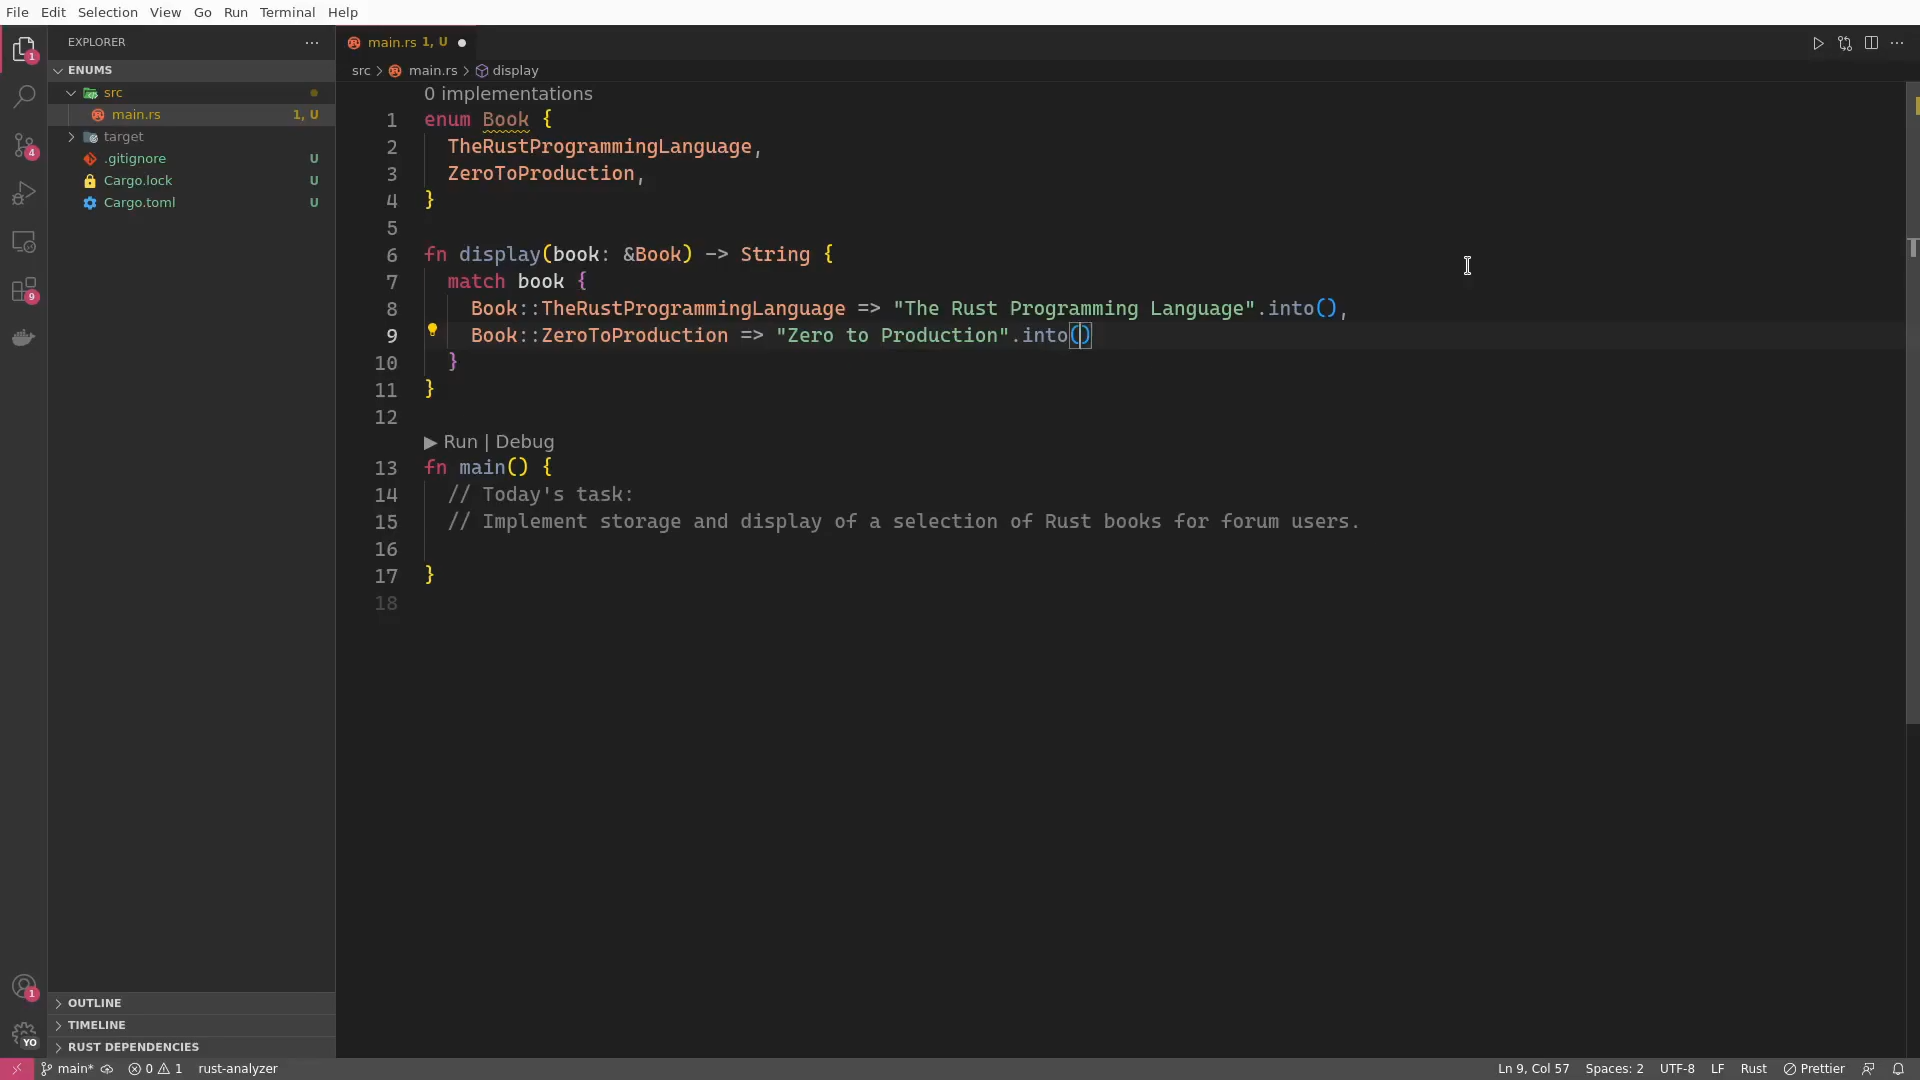 File Edit Selection View Go Run Terminal Help
EXPLORER ···
main.rs 1, U
ENUMS
src > main.rs > display
src
main.rs 1, U
target
.gitignore U
Cargo.lock U
Cargo.toml U
0 implementations
1 enum Book {
2 TheRustProgrammingLanguage,
3 ZeroToProduction,
4 }
5
6 fn display(book: &Book) -> String {
7 match book {
8 Book::TheRustProgrammingLanguage => "The Rust Programming Language".into(),
9 Book::ZeroToProduction => "Zero to Production".into()
10 }
11 }
12
▶ Run | Debug
13 fn main() {
14 // Today's task:
15 // Implement storage and display of a selection of Rust books for forum users.
16
17 }
18
1
4
9
1
YO
OUTLINE
TIMELINE
RUST DEPENDENCIES
main* 0 1 rust-analyzer Ln 9, Col 57 Spaces: 2 UTF-8 LF Rust Prettier